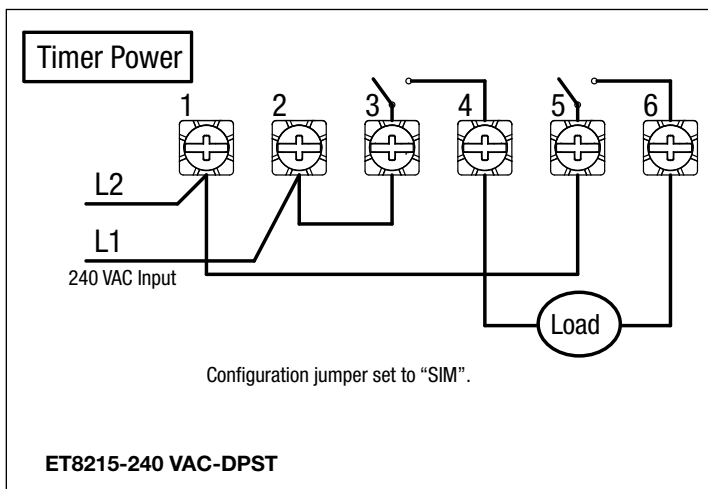 Timer Power
1 2 3 4 5 6
L2
L1
240 VAC Input
Load
Configuration jumper set to “SIM”.
ET8215-240 VAC-DPST